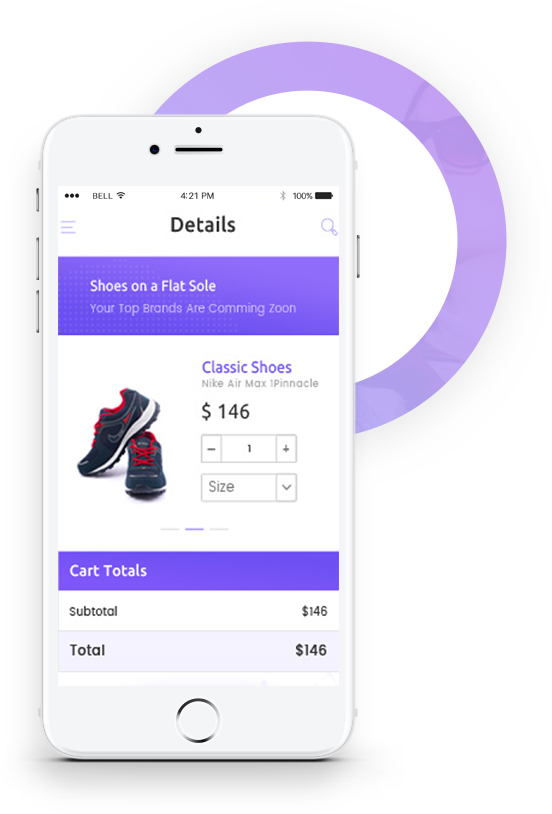 BELL 4:21 PM 100%
Details
Shoes on a Flat Sole
Your Top Brands Are Comming Zoon
Classic Shoes
Nike Air Max 1Pinnacle
$ 146
− 1 +
Size
Cart Totals
Subtotal $146
Total $146